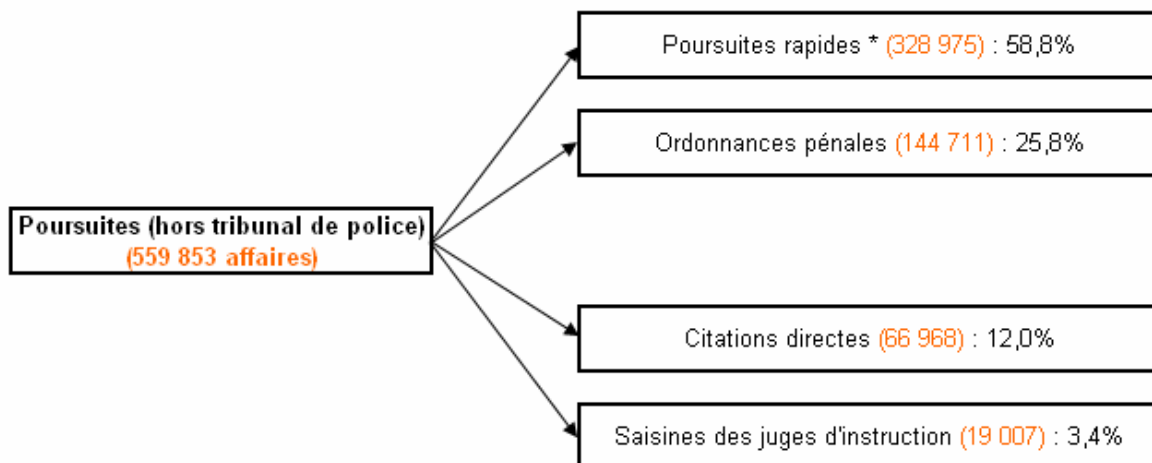 Poursuites rapides * (328 975) : 58,8%
Ordonnances pénales (144 711) : 25,8%
Poursuites (hors tribunal de police)
(559 853 affaires)
Citations directes (66 968) : 12,0%
Saisines des juges d'instruction (19 007) : 3,4%